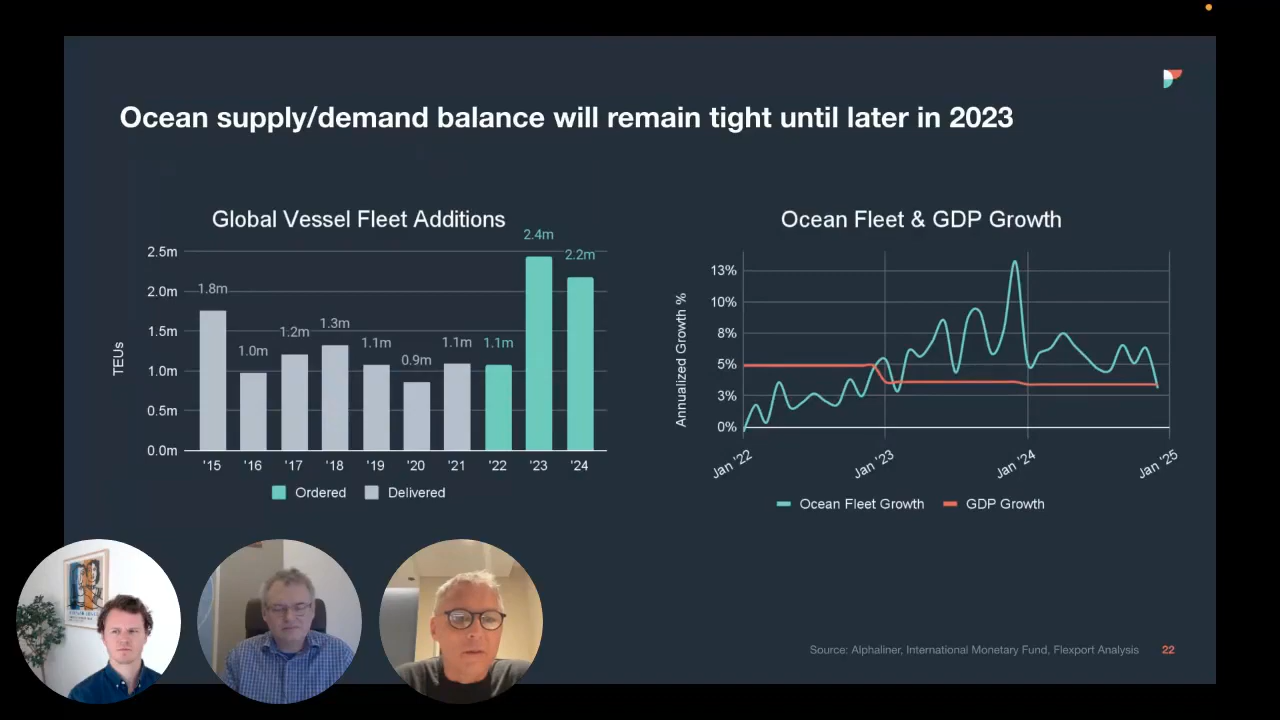 Ocean supply/demand balance will remain tight until later in 2023
Global Vessel Fleet Additions
2.5m
2.0m
1.5m
1.0m
0.5m
0.0m
TEUs
1.8m
1.0m
1.2m
1.3m
1.1m
0.9m
1.1m
1.1m
2.4m
2.2m
'15 '16 '17 '18 '19 '20 '21 '22 '23 '24
Ordered Delivered
Ocean Fleet & GDP Growth
13%
10%
8%
5%
3%
0%
Annualized Growth %
Jan '22 Jan '23 Jan '24 Jan '25
Ocean Fleet Growth GDP Growth
Source: Alphaliner, International Monetary Fund, Flexport Analysis 22